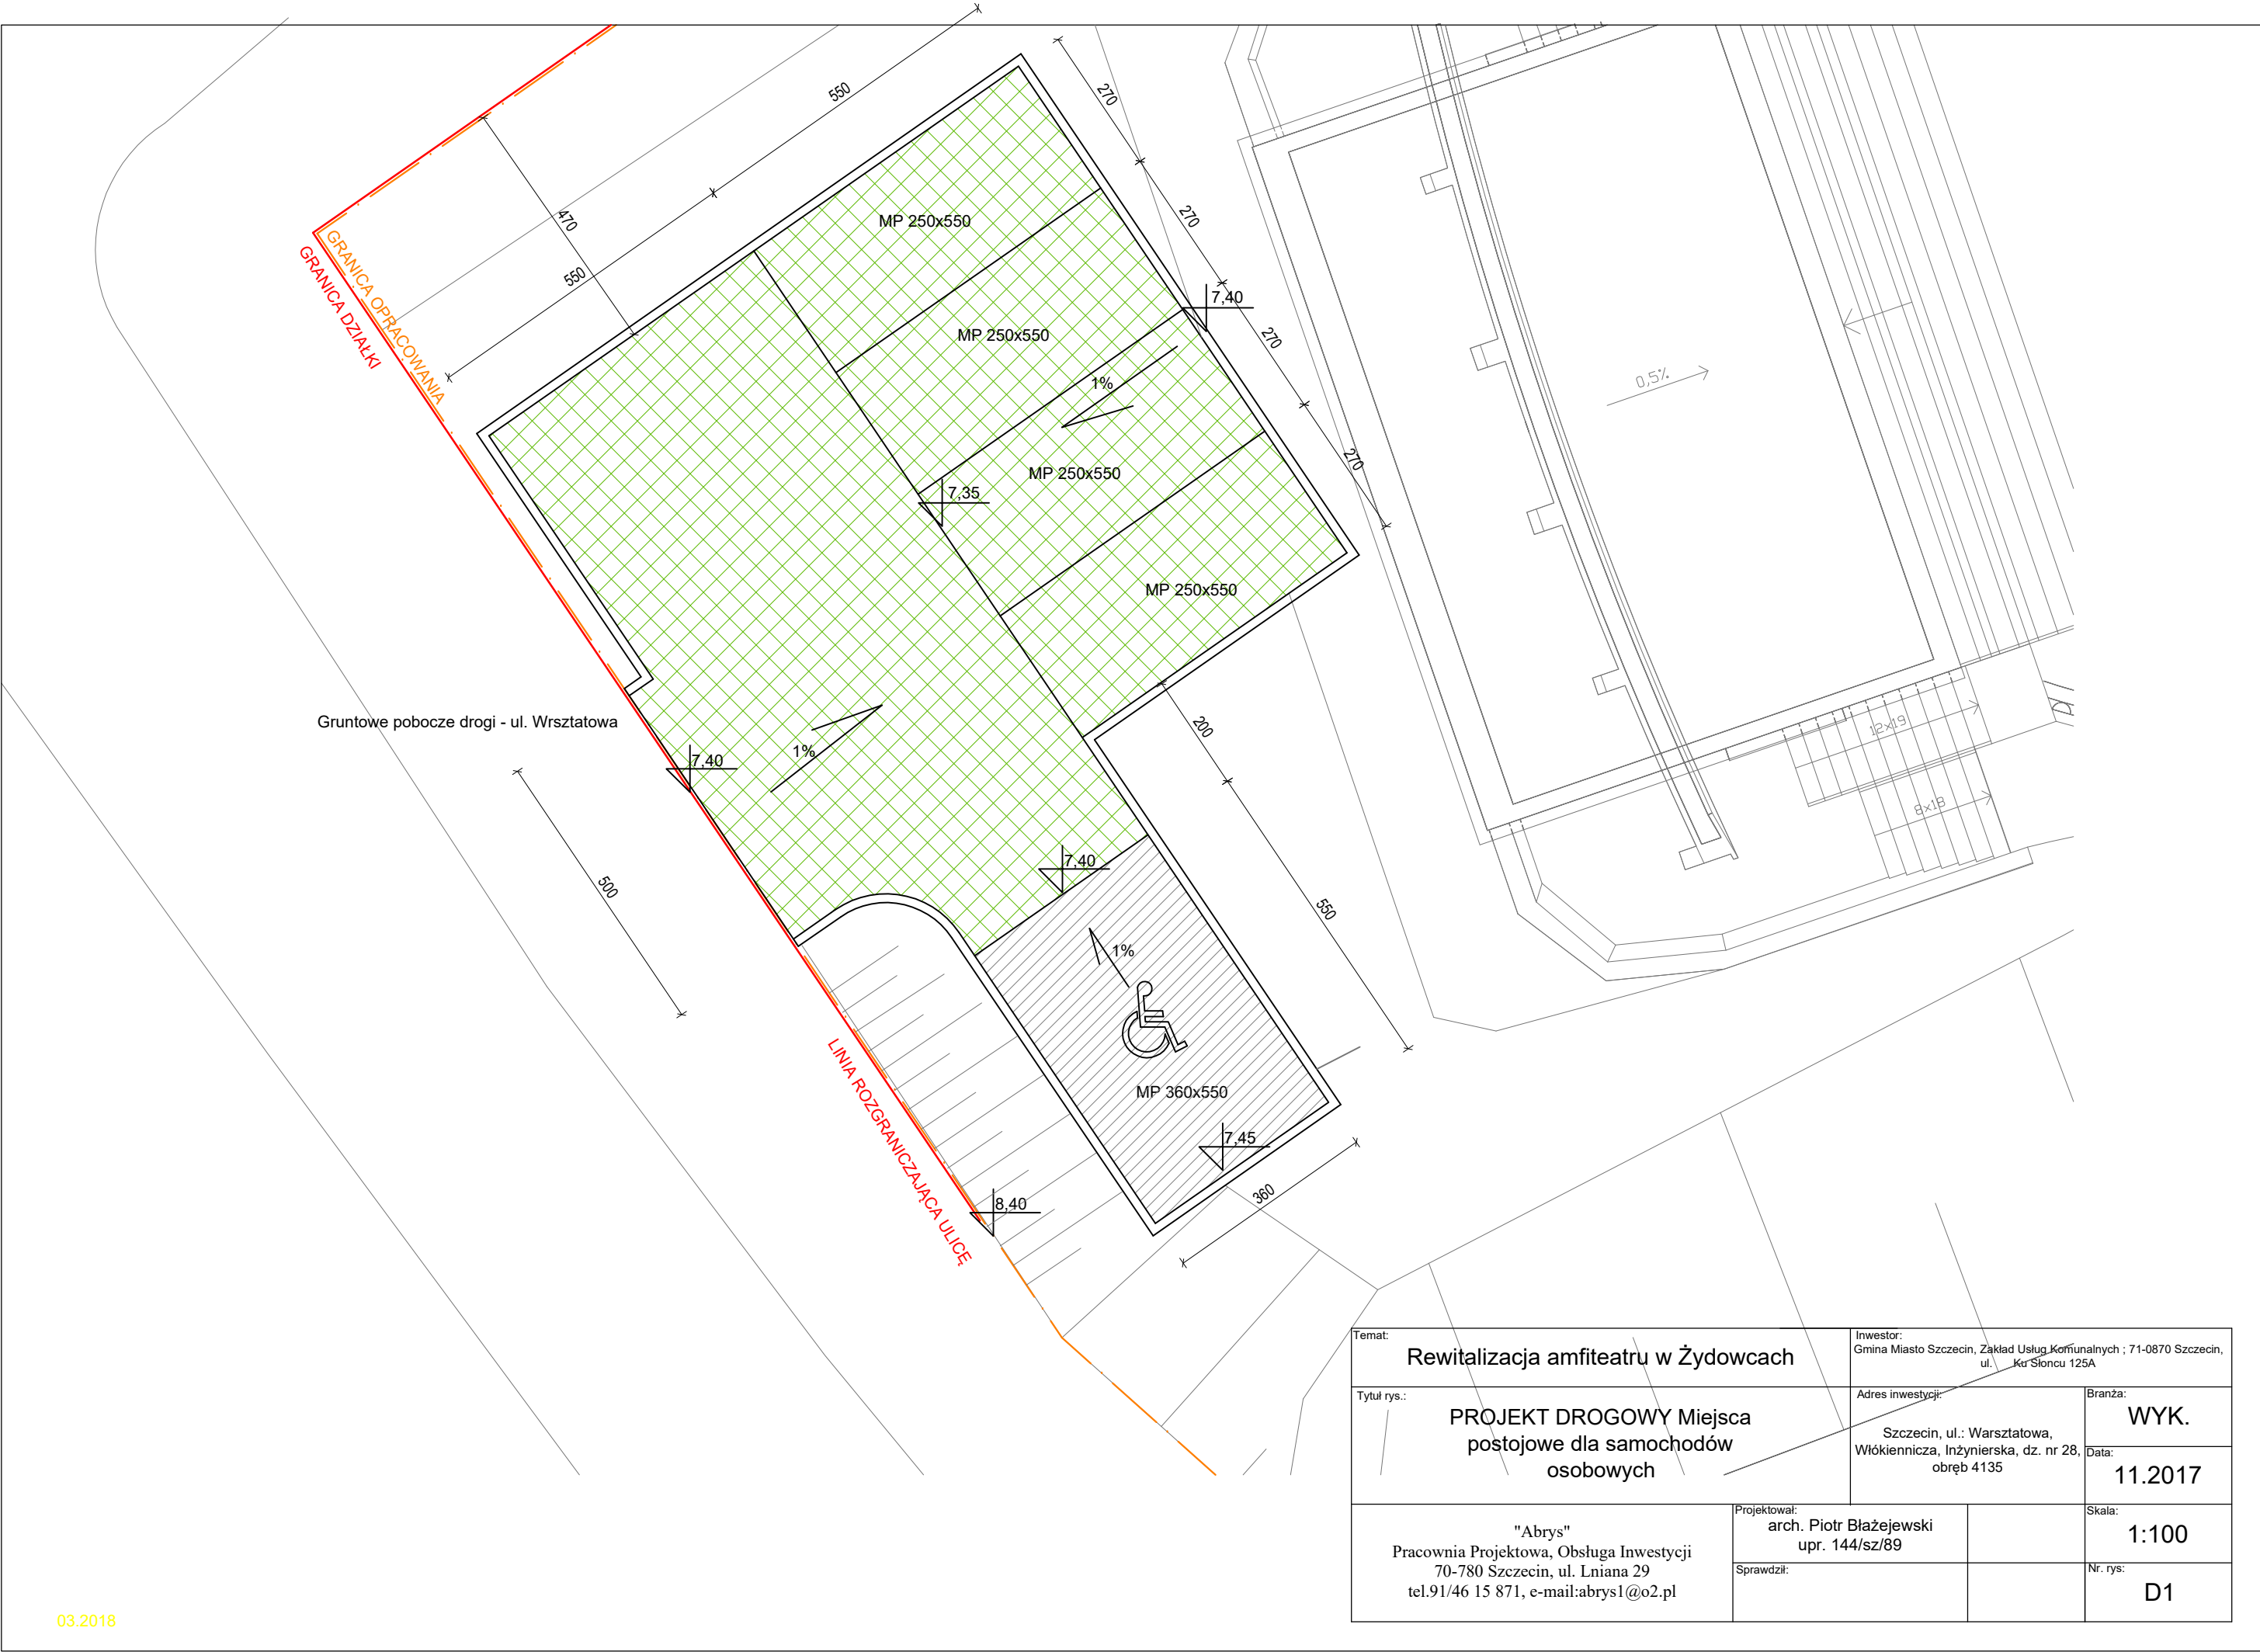 550
270
550
470
270
MP 250x550
GRANICA OPRACOWANIA
GRANICA DZIAŁKI
7,40
270
MP 250x550
1%
0,5%
270
MP 250x550
7,35
MP 250x550
Gruntowe pobocze drogi - ul. Wrsztatowa
200
12x19
1%
7,40
8x18
7,40
500
550
1%
LINIA ROZGRANICZAJĄCA ULICĘ
MP 360x550
7,45
360
8,40
Temat:
Rewitalizacja amfiteatru w Żydowcach
Inwestor:
Gmina Miasto Szczecin, Zakład Usług Komunalnych ; 71-0870 Szczecin,
ul. Ku Słoncu 125A
Tytuł rys.:
PROJEKT DROGOWY Miejsca
postojowe dla samochodów
osobowych
Adres inwestycji:
Szczecin, ul.: Warsztatowa,
Włókiennicza, Inżynierska, dz. nr 28,
obręb 4135
Branża:
WYK.
Data:
11.2017
"Abrys"
Pracownia Projektowa, Obsługa Inwestycji
70-780 Szczecin, ul. Lniana 29
tel.91/46 15 871, e-mail:abrys1@o2.pl
Projektował:
arch. Piotr Błażejewski
upr. 144/sz/89
Sprawdził:
Skala:
1:100
Nr. rys:
D1
03.2018